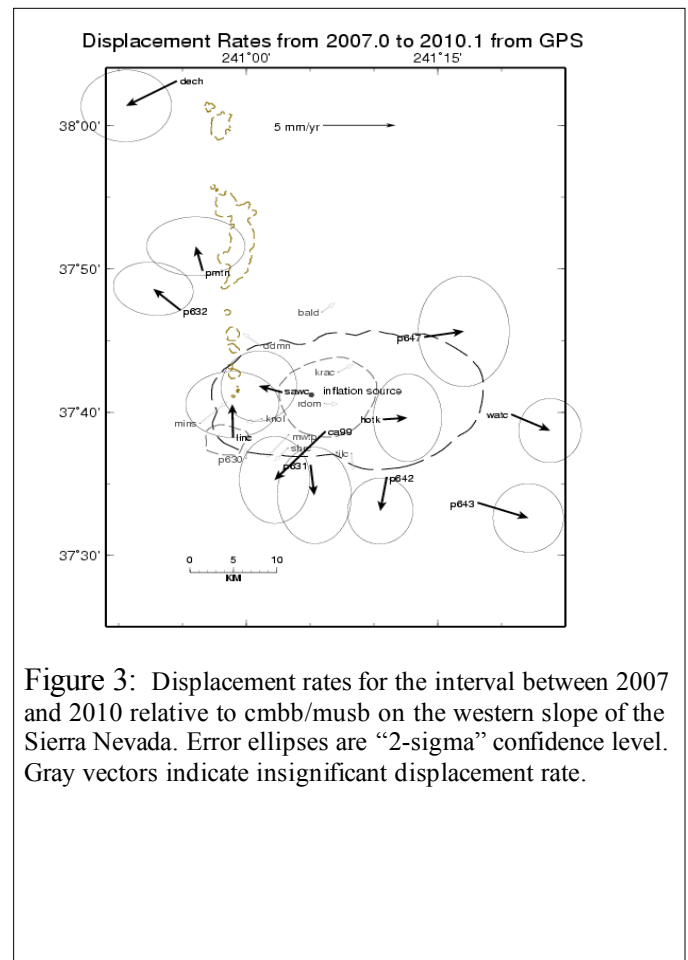 Displacement Rates from 2007.0 to 2010.1 from GPS
241°00' 241°15'
dech
38°00'
5 mm/yr
37°50'
pmtn
p632
bald
ddmn
p647
krac
37°40'
sawc inflation source
rdom
hotk
watc
mins
knol
linc
mwtp
ca99
p630
p631
tilc
p642
p643
37°30'
0 5 10
KM
Figure 3: Displacement rates for the interval between 2007
and 2010 relative to cmbb/musb on the western slope of the
Sierra Nevada. Error ellipses are “2-sigma” confidence level.
Gray vectors indicate insignificant displacement rate.